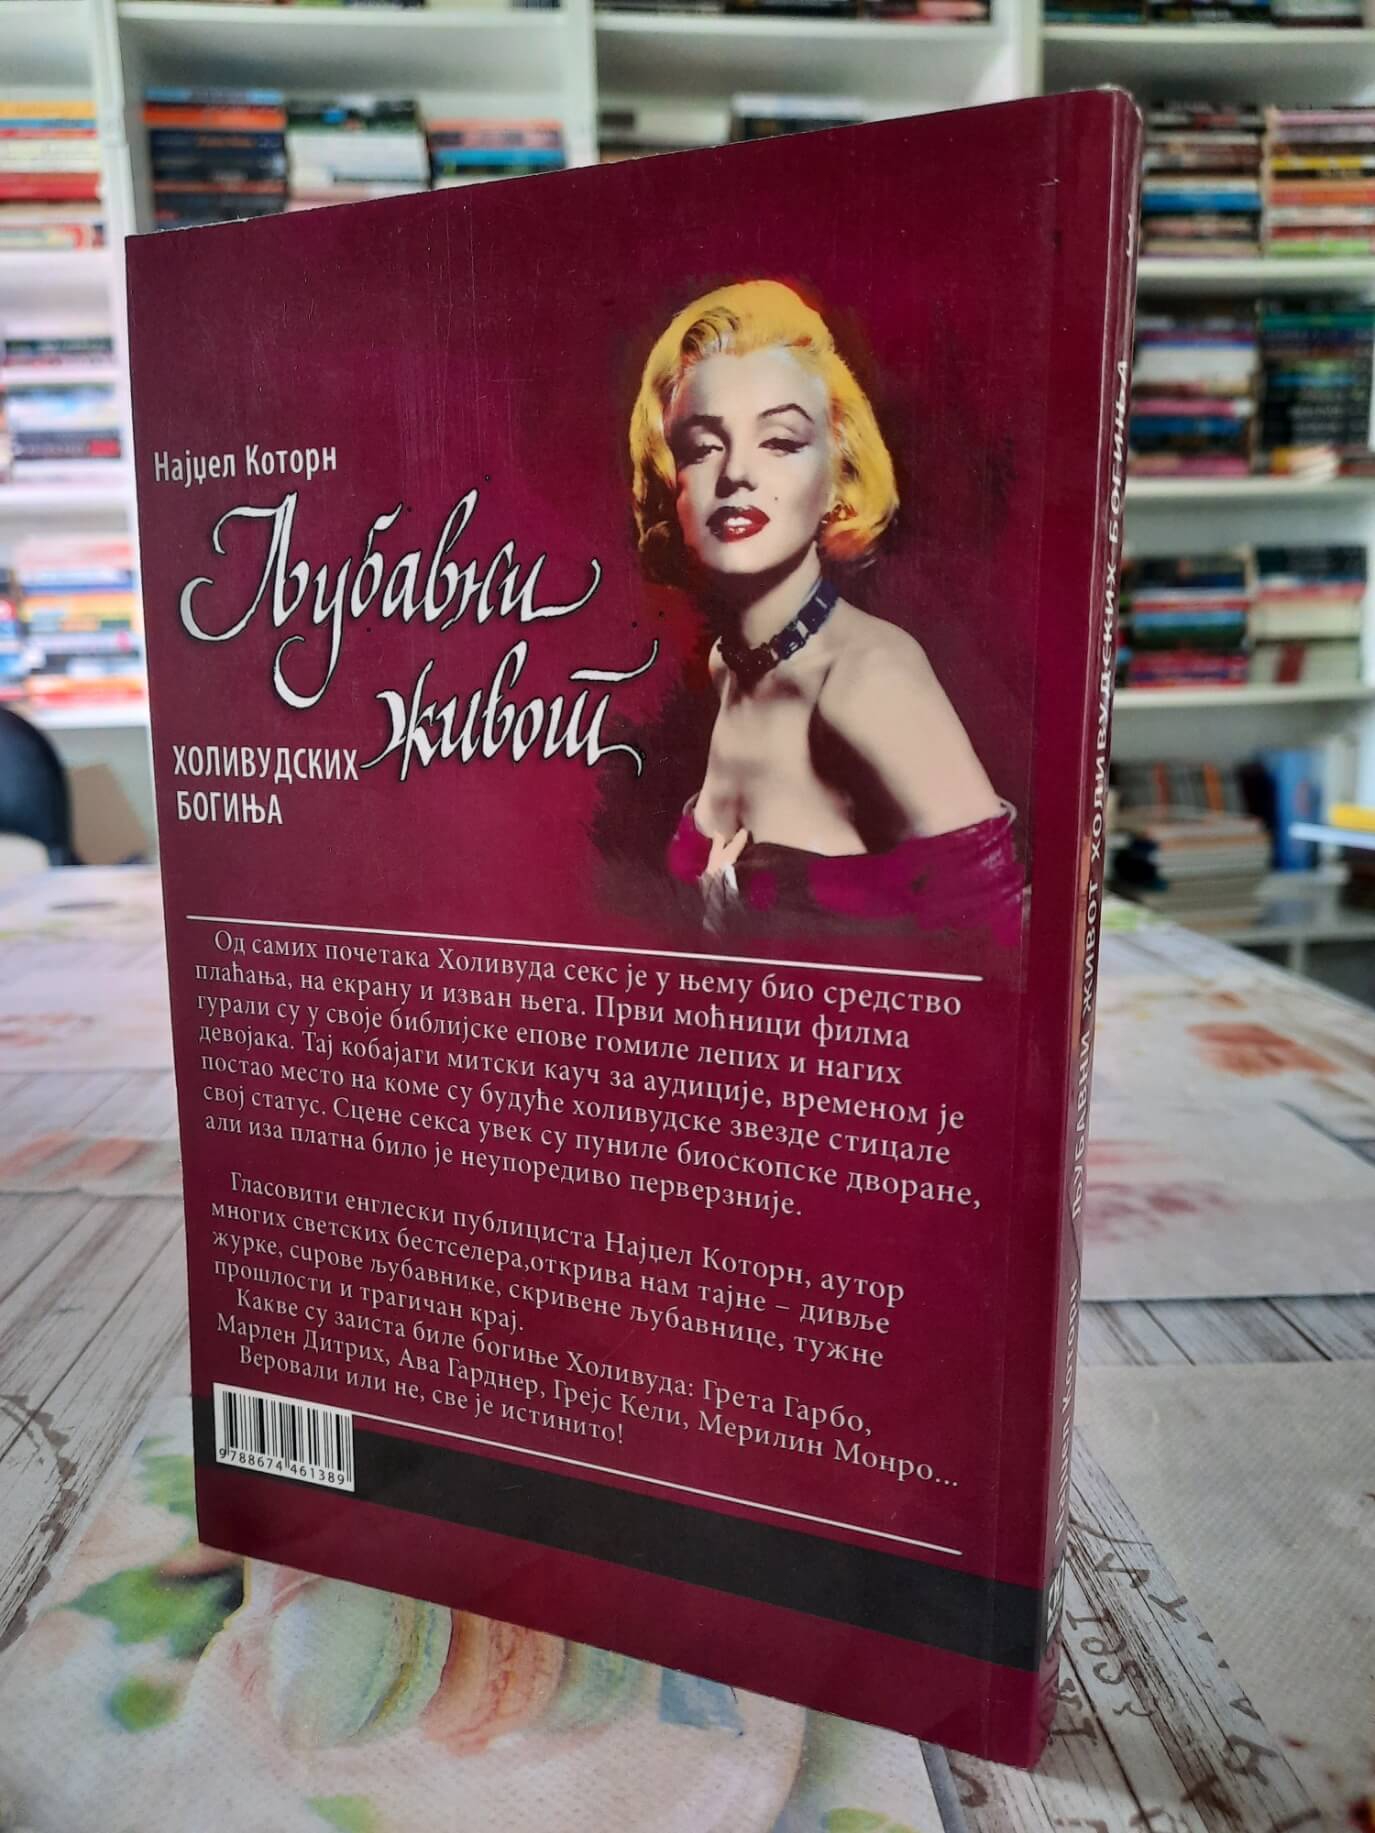 Најџел Которн
Љубавни
живот
ХОЛИВУДСКИХ
БОГИЊА
Од самих почетака Холивуда секс је у њему био средство
плаћања, на екрану и изван њега. Први моћници филма
гурали су у своје библијске епове гомиле лепих и нагих
девојака. Тај кобајаги митски кауч за аудиције, временом је
постао место на коме су будуће холивудске звезде стицале
свој статус. Сцене секса увек су пуниле биоскопске дворане,
али иза платна било је неупоредиво перверзније.
Гласовити енглески публициста Најџел Которн, аутор
многих светских бестселера,открива нам тајне – дивље
журке, сuрове љубавнике, скривене љубавнице, тужне
прошлости и трагичан крај.
Какве су заиста биле богиње Холивуда: Грета Гарбо,
Марлен Дитрих, Ава Гарднер, Грејс Кели, Мерилин Монро...
Веровали или не, све је истинито!
9788674 461389
Најџел Которн / ЉУБАВНИ ЖИВОТ ХОЛИВУДСКИХ БОГИЊА